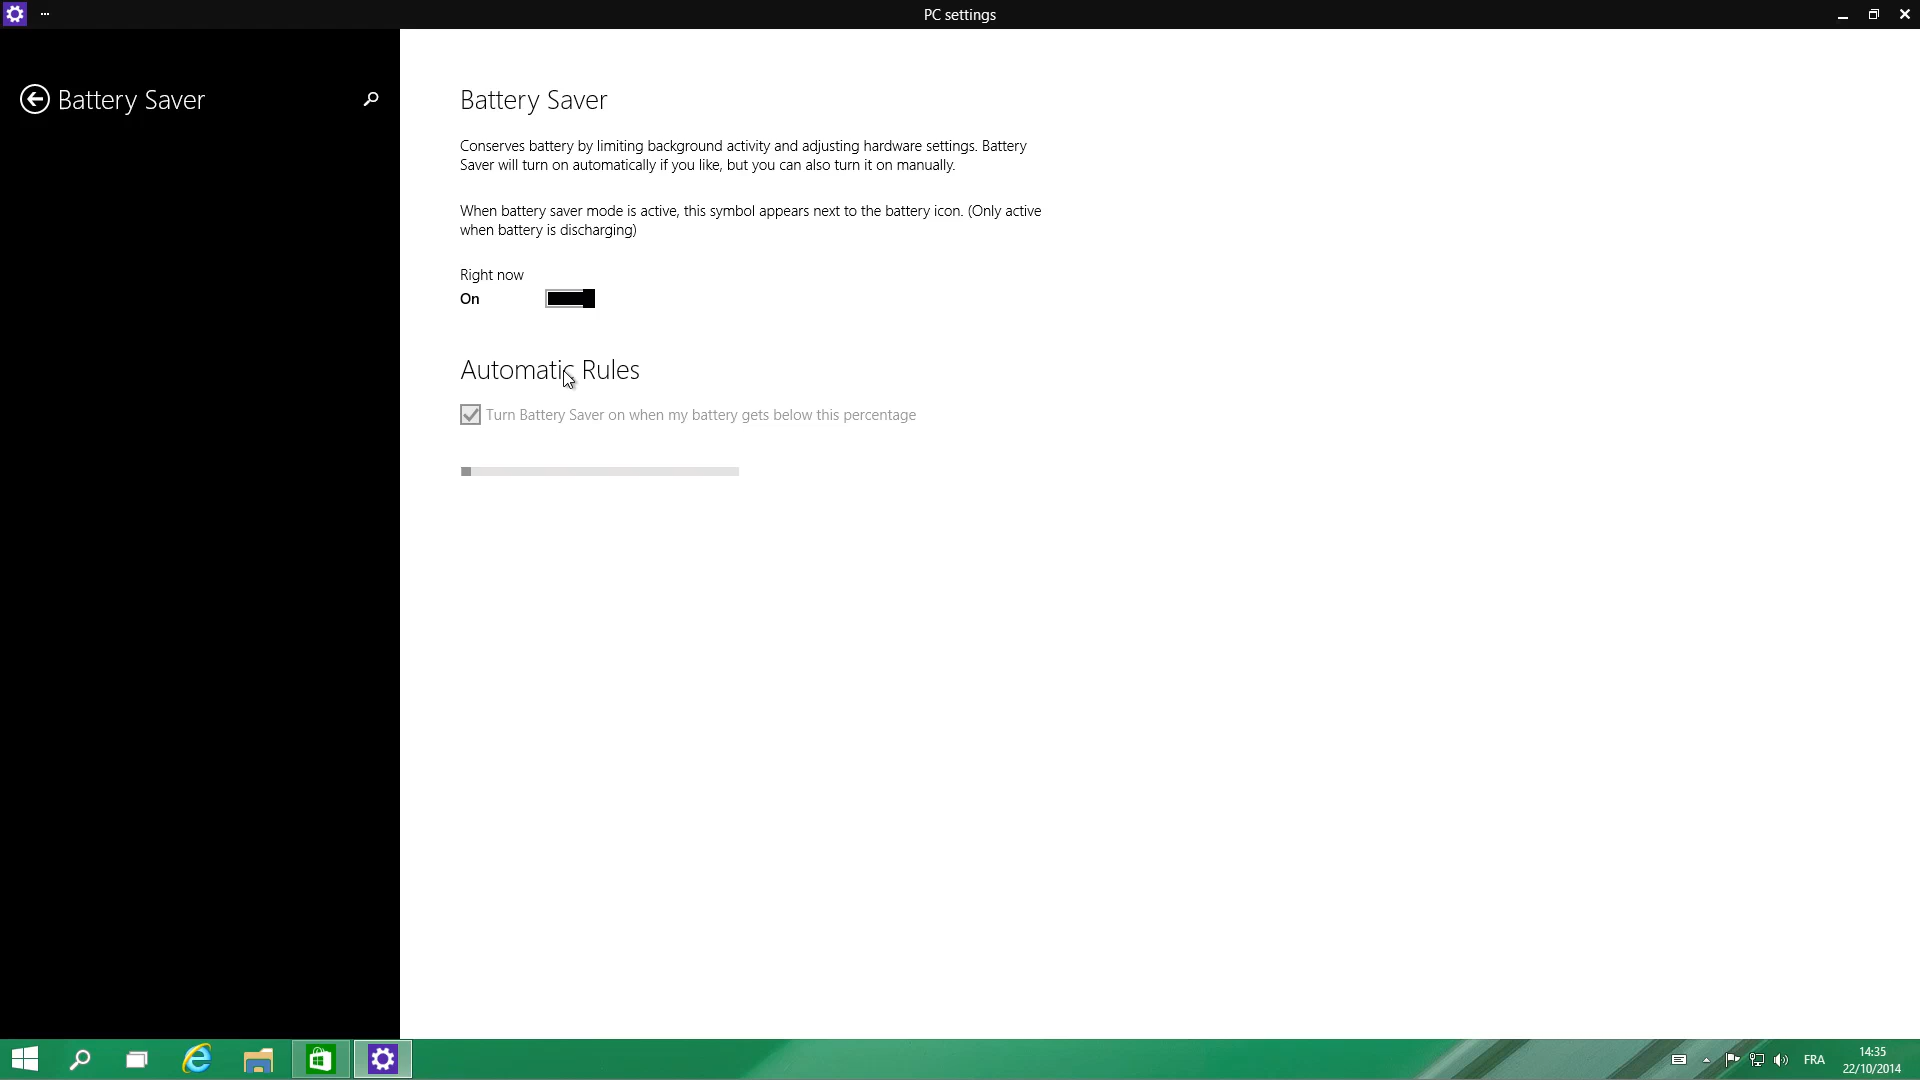 PC settings
Battery Saver
Battery Saver
Conserves battery by limiting background activity and adjusting hardware settings. Battery
Saver will turn on automatically if you like, but you can also turn it on manually.
When battery saver mode is active, this symbol appears next to the battery icon. (Only active
when battery is discharging)
Right now
On
Automatic Rules
Turn Battery Saver on when my battery gets below this percentage
FRA
14:35
22/10/2014